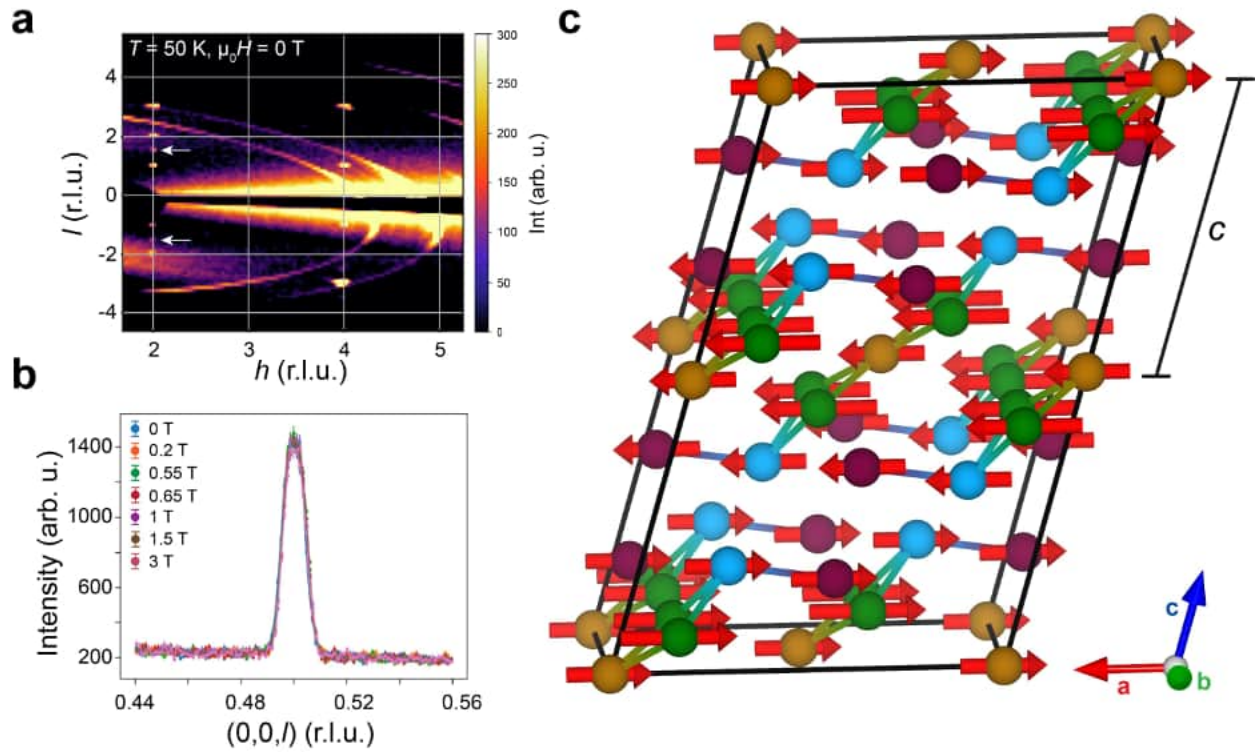 a
T = 50 K, μ0H = 0 T
l (r.l.u.)
4
2
0
-2
-4
2
3
4
5
h (r.l.u.)
300
250
200
150
100
50
0
Int (arb. u.)
b
Intensity (arb. u.)
1400
1000
600
200
0 T
0.2 T
0.55 T
0.65 T
1 T
1.5 T
3 T
0.44
0.48
0.52
0.56
(0,0,l) (r.l.u.)
c
c
c
a
b